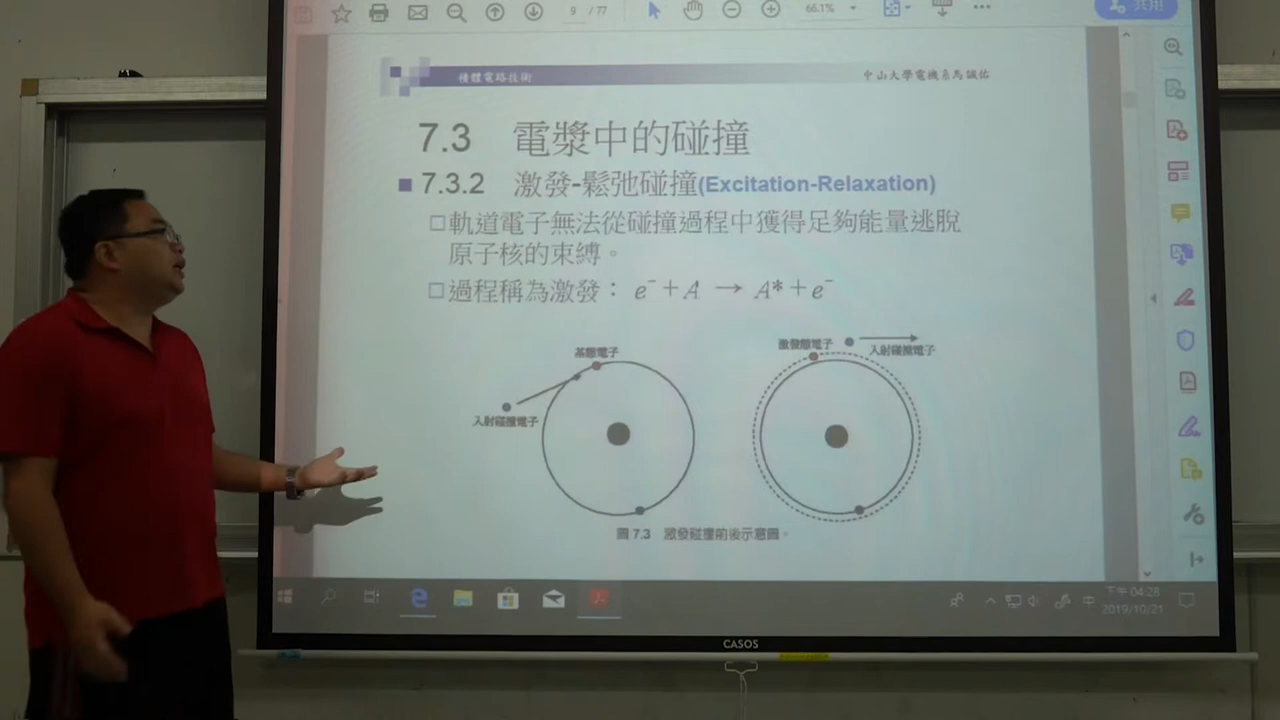 9 / 77
66.1%
共用
積體電路技術
中山大學電機系馬誠佑
7.3 電漿中的碰撞
7.3.2 激發-鬆弛碰撞(Excitation-Relaxation)
軌道電子無法從碰撞過程中獲得足夠能量逃脫
原子核的束縛。
過程稱為激發： e⁻ + A → A* + e⁻
基態電子
入射碰撞電子
激發態電子
入射碰撞電子
圖 7.3 激發碰撞前後示意圖。
中
下午 04:28
2019/10/21
CASOS